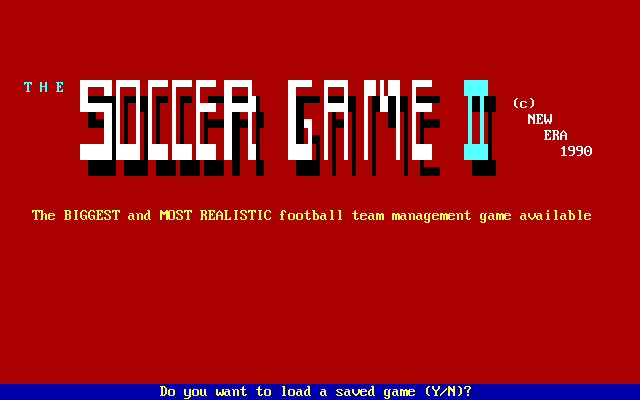 THE SOCCER GAME II
(c)
NEW
ERA
1990
The BIGGEST and MOST REALISTIC football team management game available
Do you want to load a saved game (Y/N)?